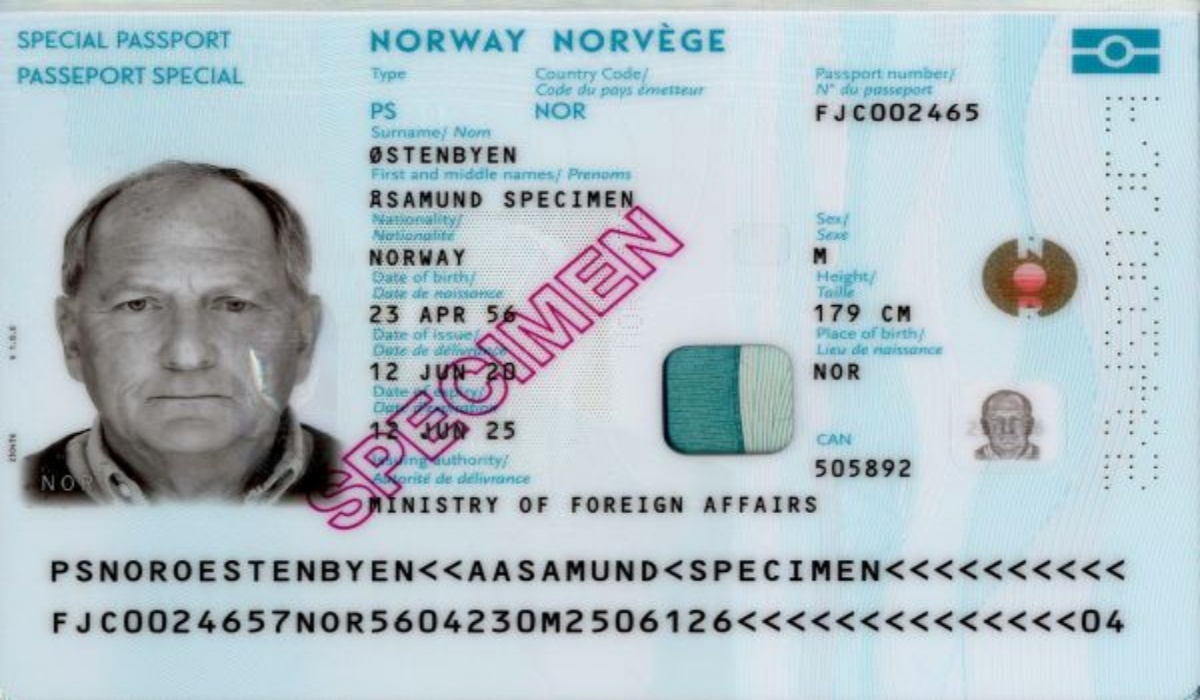 SPECIAL PASSPORT
PASSEPORT SPECIAL
NORWAY NORVÈGE
Type
Country Code/
Code du pays émetteur
Passport number/
N° du passeport
PS
NOR
FJC002465
Surname/ Nom
ØSTENBYEN
First and middle names/ Prenoms
ÅSAMUND SPECIMEN
Nationality/
Nationalité
Sex/
Sexe
NORWAY
M
Date of birth/
Date de naissance
Height/
Taille
23 APR 56
179 CM
Date of issue/
Date de délivrance
Place of birth/
Lieu de naissance
12 JUN 20
NOR
Date of expiry/
Date d'expiration
12 JUN 25
CAN
505892
Issuing authority/
Autorité de délivrance
MINISTRY OF FOREIGN AFFAIRS
SPECIMEN
NOR
PSNOROESTENBYEN<<AASAMUND<SPECIMEN<<<<<<<<<<
FJC0024657NOR5604230M2506126<<<<<<<<<<<<<<04